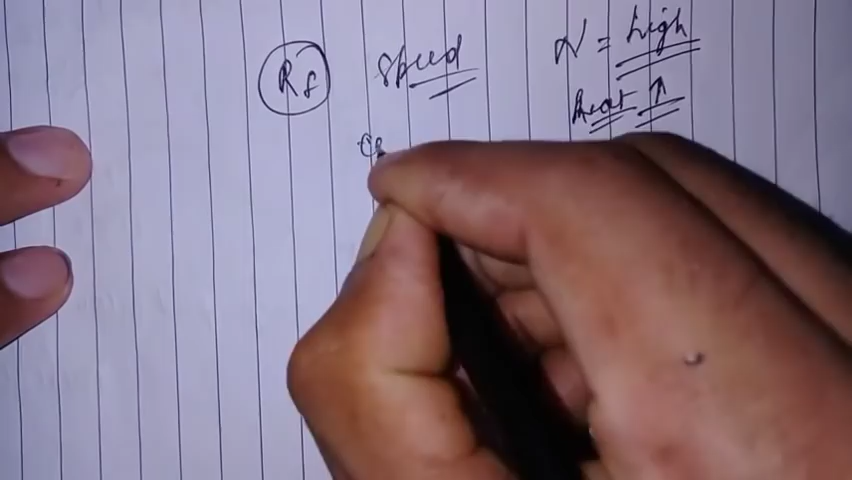 Rf speed N = high
Heat ↑